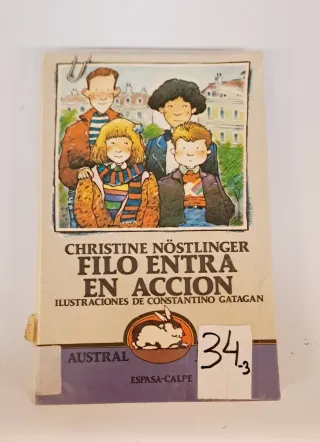 CHRISTINE NÖSTLINGER
FILO ENTRA
EN ACCION
ILUSTRACIONES DE CONSTANTINO GATAGAN
AUSTRAL
34-3
ESPASA-CALPE